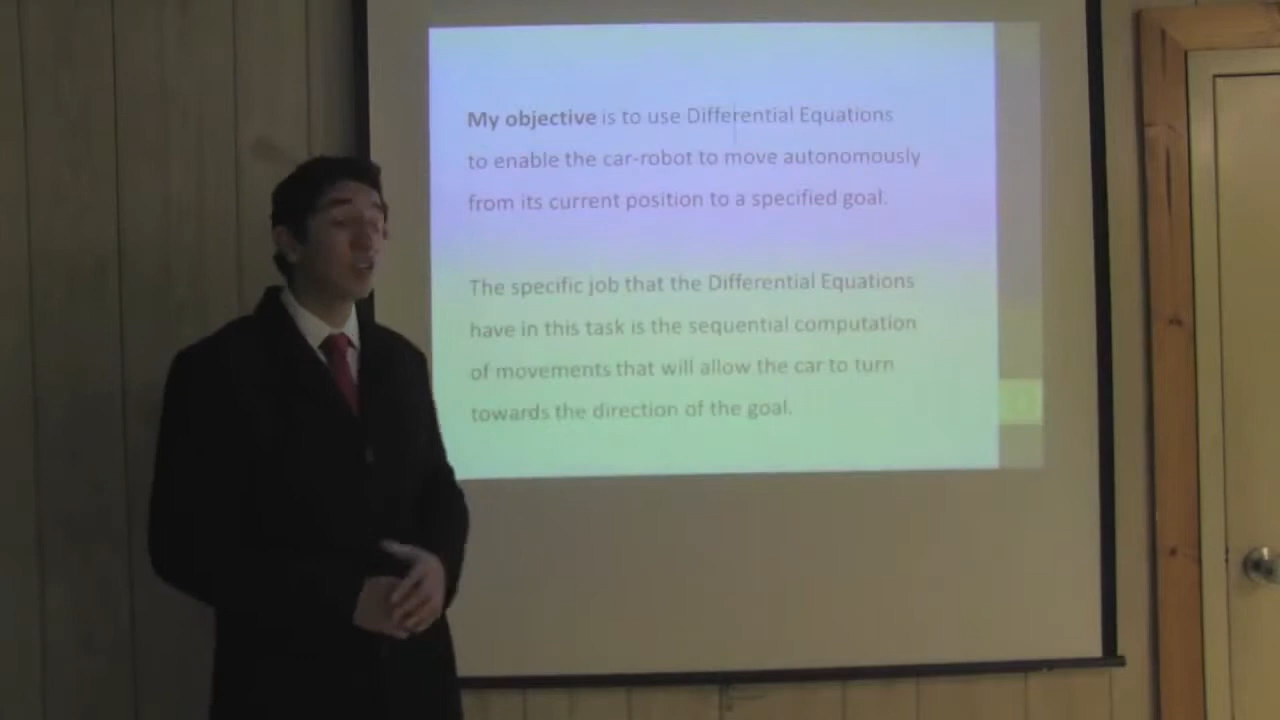 My objective is to use Differential Equations
to enable the car-robot to move autonomously
from its current position to a specified goal.
The specific job that the Differential Equations
have in this task is the sequential computation
of movements that will allow the car to turn
towards the direction of the goal.